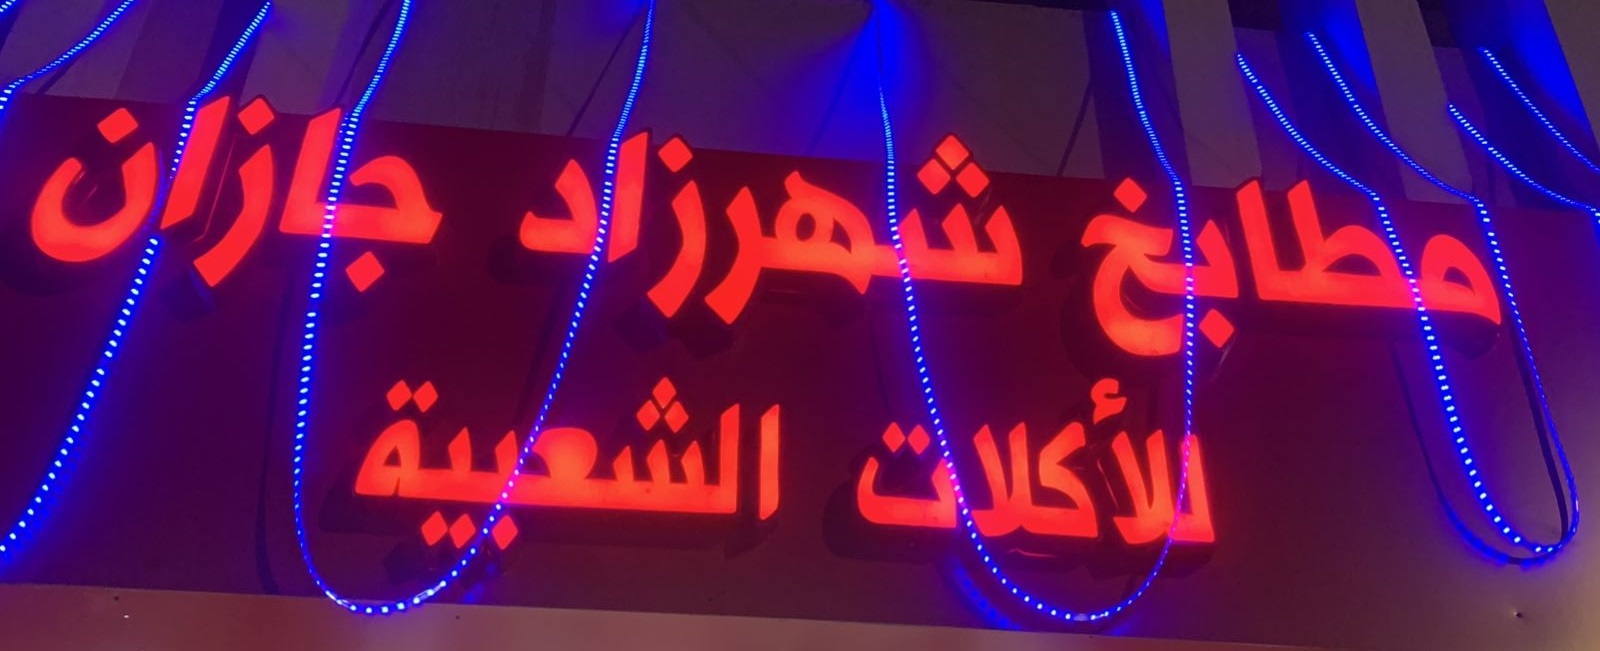 مطابخ شهرزاد جازان
للأكلات الشعبية